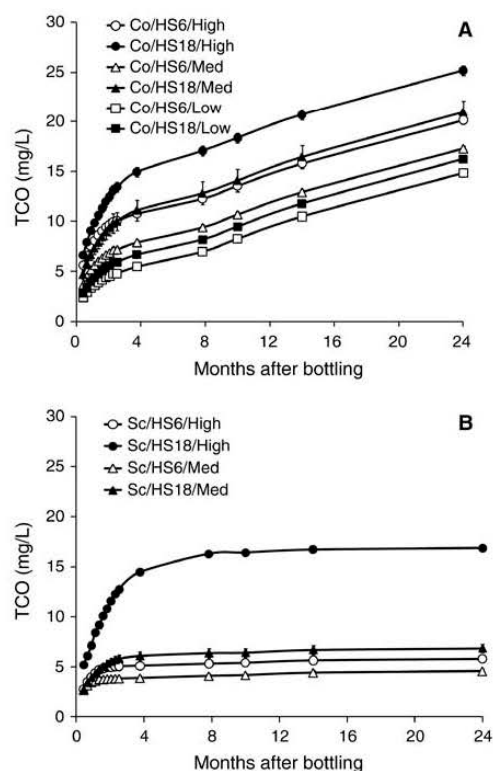 A
30
25
20
15
10
5
0
TCO (mg/L)
Co/HS6/High
Co/HS18/High
Co/HS6/Med
Co/HS18/Med
Co/HS6/Low
Co/HS18/Low
0 4 8 12 16 20 24
Months after bottling
B
30
25
20
15
10
5
0
TCO (mg/L)
Sc/HS6/High
Sc/HS18/High
Sc/HS6/Med
Sc/HS18/Med
0 4 8 12 16 20 24
Months after bottling